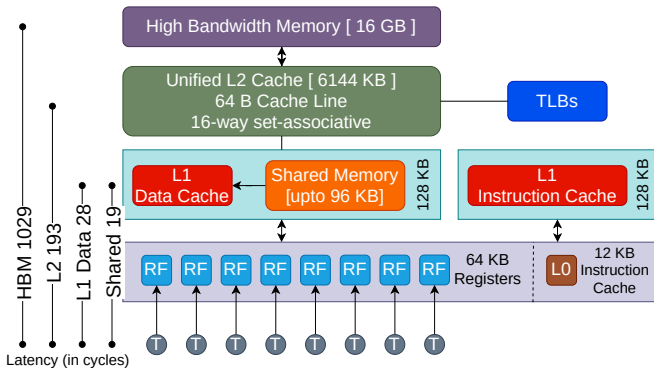 High Bandwidth Memory [ 16 GB ]
Unified L2 Cache [ 6144 KB ]
64 B Cache Line
16-way set-associative
TLBs
L1
Data Cache
Shared Memory
[upto 96 KB]
128 KB
L1
Instruction Cache
128 KB
RF
RF
RF
RF
RF
RF
RF
RF
64 KB
Registers
L0
12 KB
Instruction
Cache
T
T
T
T
T
T
T
T
HBM 1029
L2 193
L1 Data 28
Shared 19
Latency (in cycles)